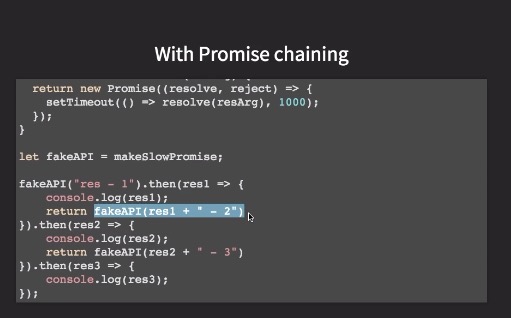 With Promise chaining
return new Promise((resolve, reject) => {
setTimeout(() => resolve(resArg), 1000);
});
}
let fakeAPI = makeSlowPromise;
fakeAPI("res - 1").then(res1 => {
console.log(res1);
return fakeAPI(res1 + " - 2")
}).then(res2 => {
console.log(res2);
return fakeAPI(res2 + " - 3")
}).then(res3 => {
console.log(res3);
});